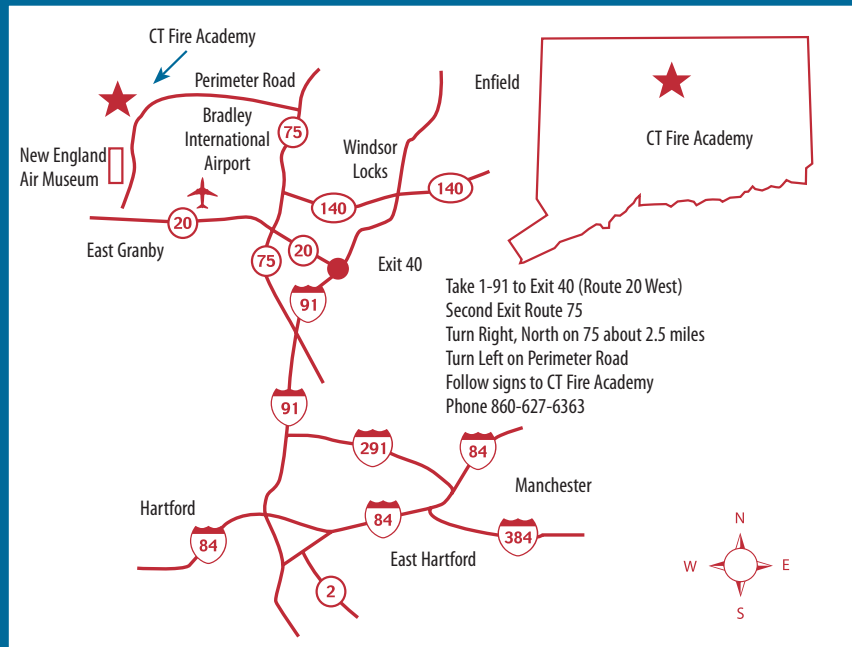 CT Fire Academy
Perimeter Road
Enfield
Bradley
International
Airport
75
CT Fire Academy
New England
Air Museum
Windsor
Locks
140
140
20
East Granby
75
20
Exit 40
91
Take 1-91 to Exit 40 (Route 20 West)
Second Exit Route 75
Turn Right, North on 75 about 2.5 miles
Turn Left on Perimeter Road
Follow signs to CT Fire Academy
Phone 860-627-6363
91
291
84
Manchester
Hartford
84
84
384
East Hartford
2
N
W
E
S